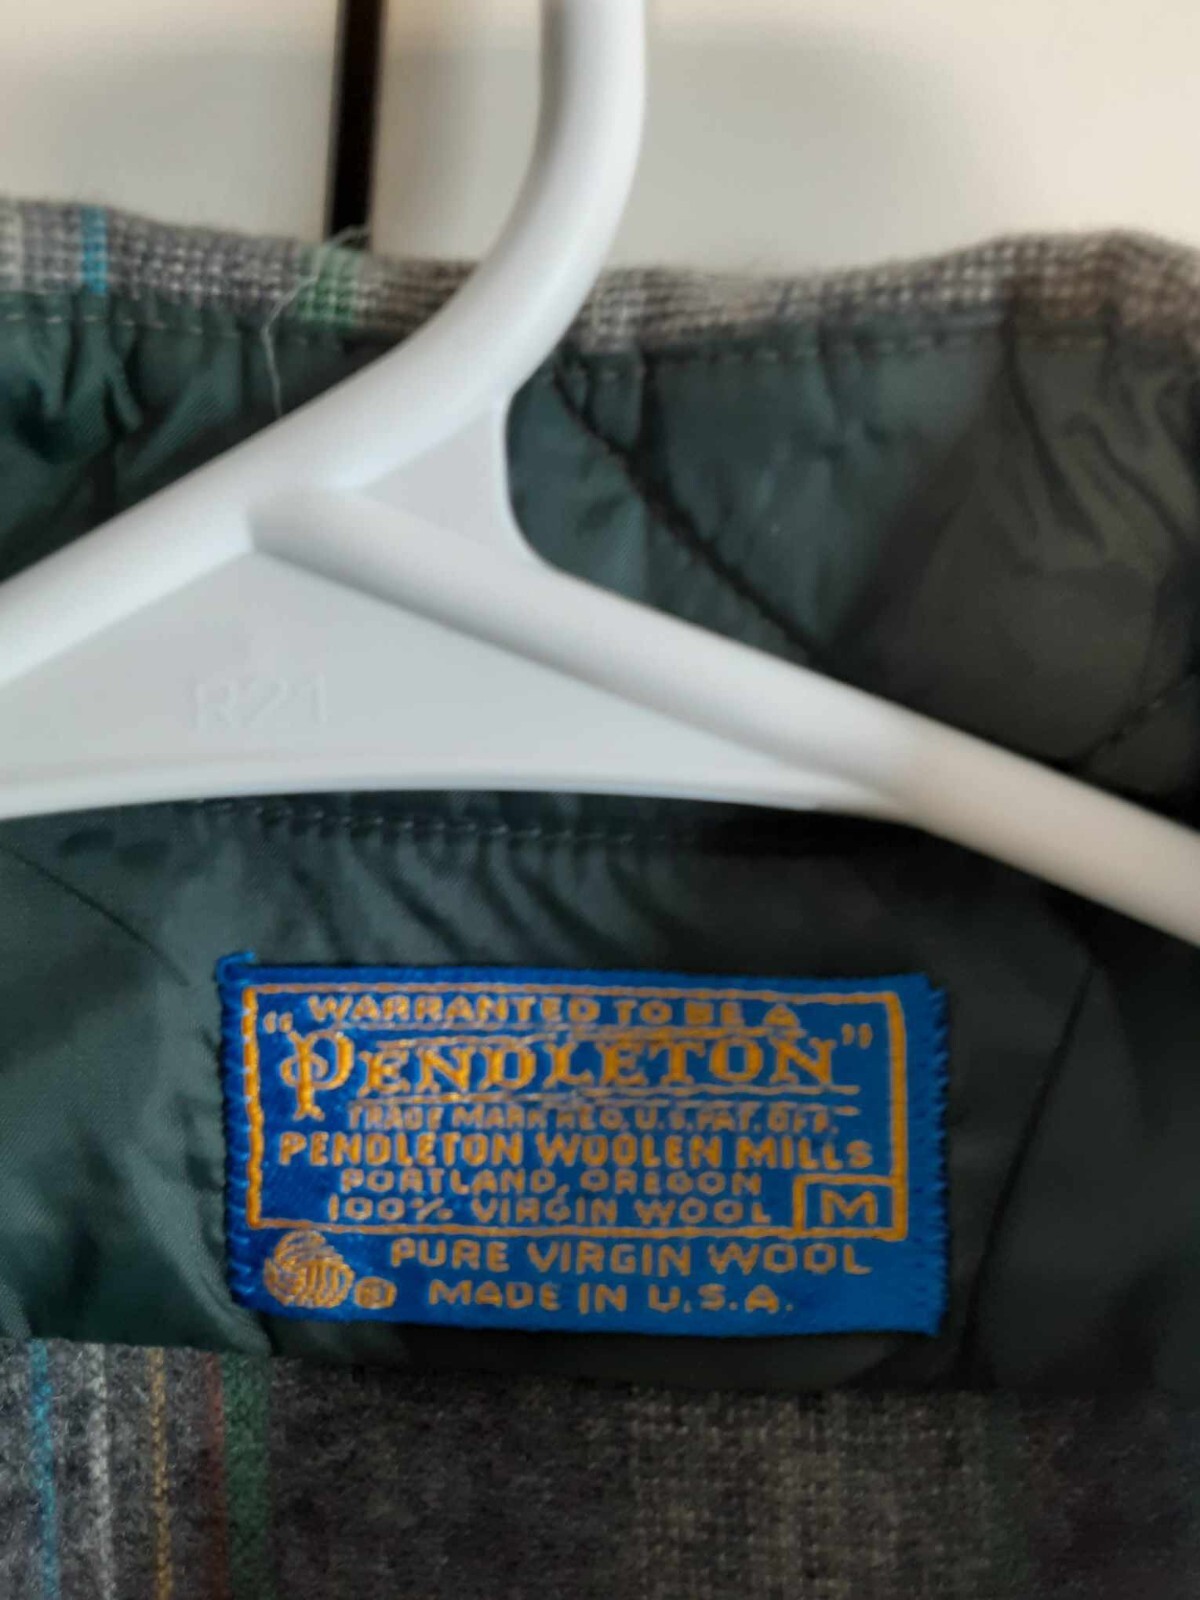 R21
WARRANTED TO BE A
"PENDLETON"
TRADE MARK REG. U.S. PAT. OFF.
PENDLETON WOOLEN MILLS
PORTLAND, OREGON
100% VIRGIN WOOL M
PURE VIRGIN WOOL
MADE IN U.S.A.